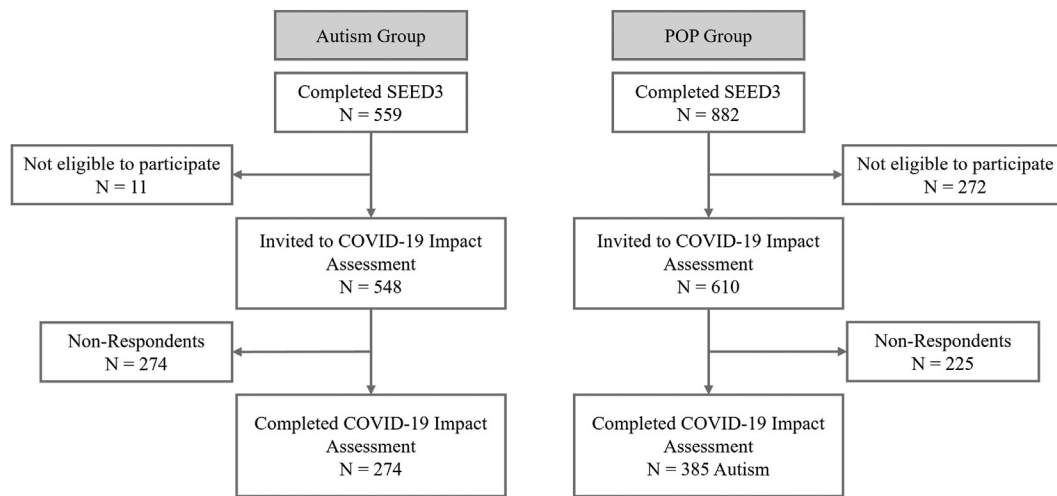 Autism Group
Completed SEED3
N = 559
Not eligible to participate
N = 11
Invited to COVID-19 Impact
Assessment
N = 548
Non-Respondents
N = 274
Completed COVID-19 Impact
Assessment
N = 274
POP Group
Completed SEED3
N = 882
Not eligible to participate
N = 272
Invited to COVID-19 Impact
Assessment
N = 610
Non-Respondents
N = 225
Completed COVID-19 Impact
Assessment
N = 385 Autism